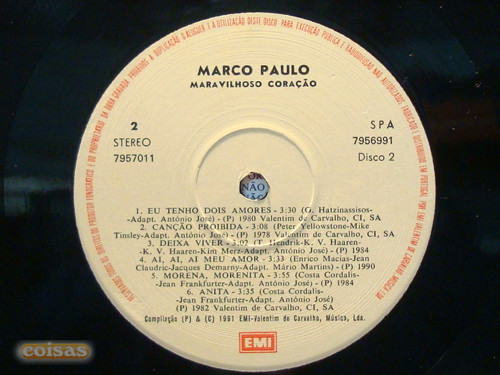 MARCO PAULO
MARAVILHOSO CORAÇÃO
2
STEREO
7957011
SPA
7956991
Disco 2
NÃO
1. EU TENHO DOIS AMORES - 3:30 (G. Hatzinassisos-
-Adapt. António José) - (P) 1980 Valentim de Carvalho, CI, SA
2. CANÇÃO PROIBIDA - 3:08 (Peter Yellowstone-Mike
Tinsley-Adapt. António José) - (P) 1978 Valentim de Carvalho, CI, SA
3. DEIXA VIVER - 3:02 (T. Hendrik-K. V. Haaren-
-K. V. Haaren-Kim Merz-Adapt. António José) - (P) 1984
4. AI, AI, AI MEU AMOR - 3:33 (Enrico Macias-Jean
Claudric-Jacques Demarny-Adapt. Mário Martins) - (P) 1990
5. MORENA, MORENITA - 3:55 (Costa Cordalis-
-Jean Frankfurter-Adapt. António José) - (P) 1984
6. ANITA - 3:35 (Costa Cordalis-
-Jean Frankfurter-Adapt. António José)
(P) 1982 Valentim de Carvalho, CI, SA
Compilação (P) & (C) 1991 EMI-Valentim de Carvalho, Música, Lda.
EMI
coisas